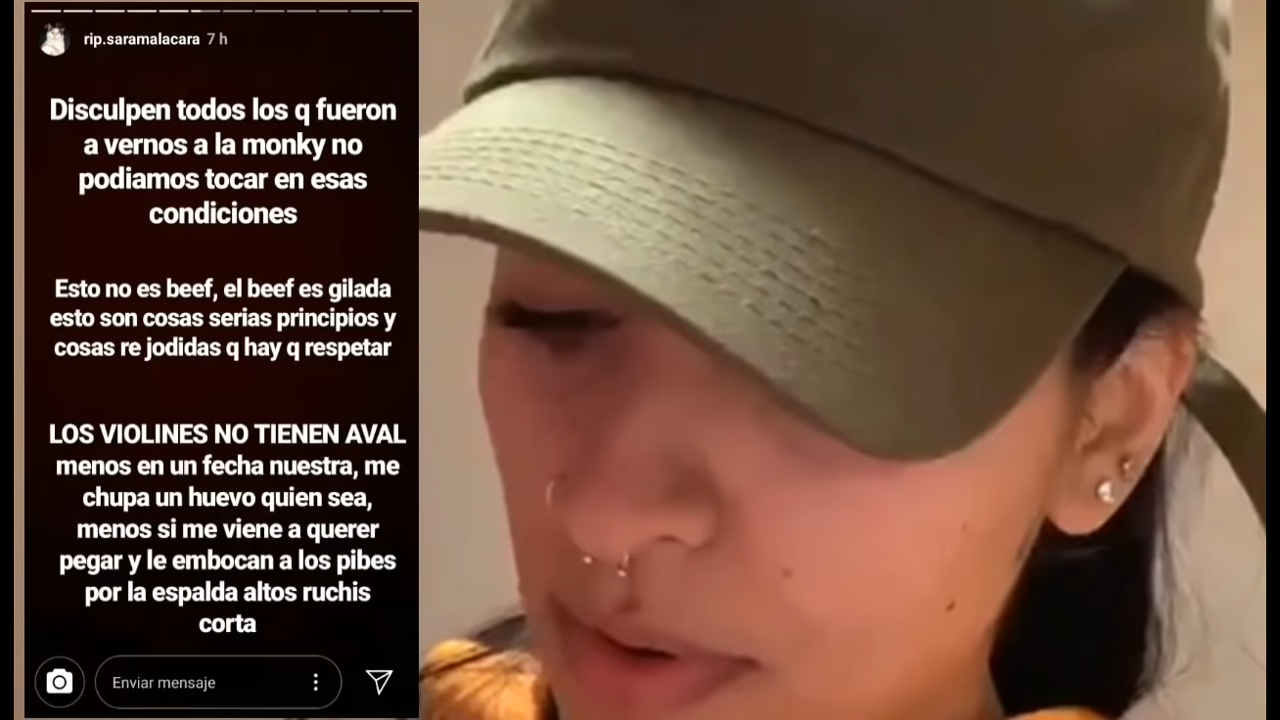 rip.saramalacara 7 h
Disculpen todos los q fueron
a vernos a la monky no
podiamos tocar en esas
condiciones
Esto no es beef, el beef es gilada
esto son cosas serias principios y
cosas re jodidas q hay q respetar
LOS VIOLINES NO TIENEN AVAL
menos en un fecha nuestra, me
chupa un huevo quien sea,
menos si me viene a querer
pegar y le embocan a los pibes
por la espalda altos ruchis
corta
Enviar mensaje